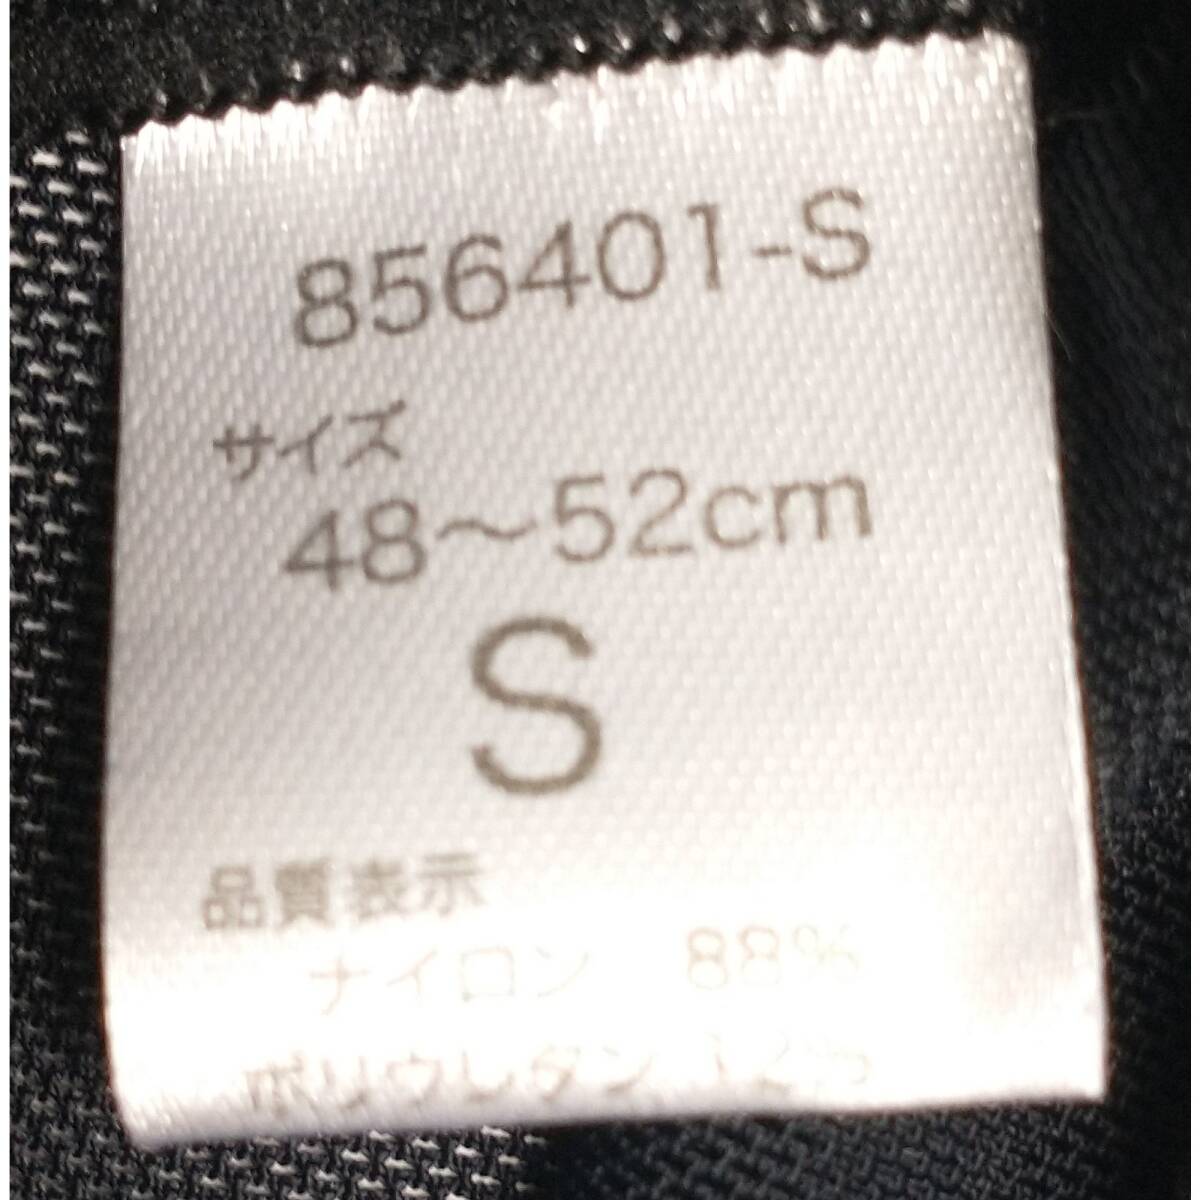 856401-S
サイズ
48～52cm
S
品質表示
ナイロン 88%
ポリウレタン 12%